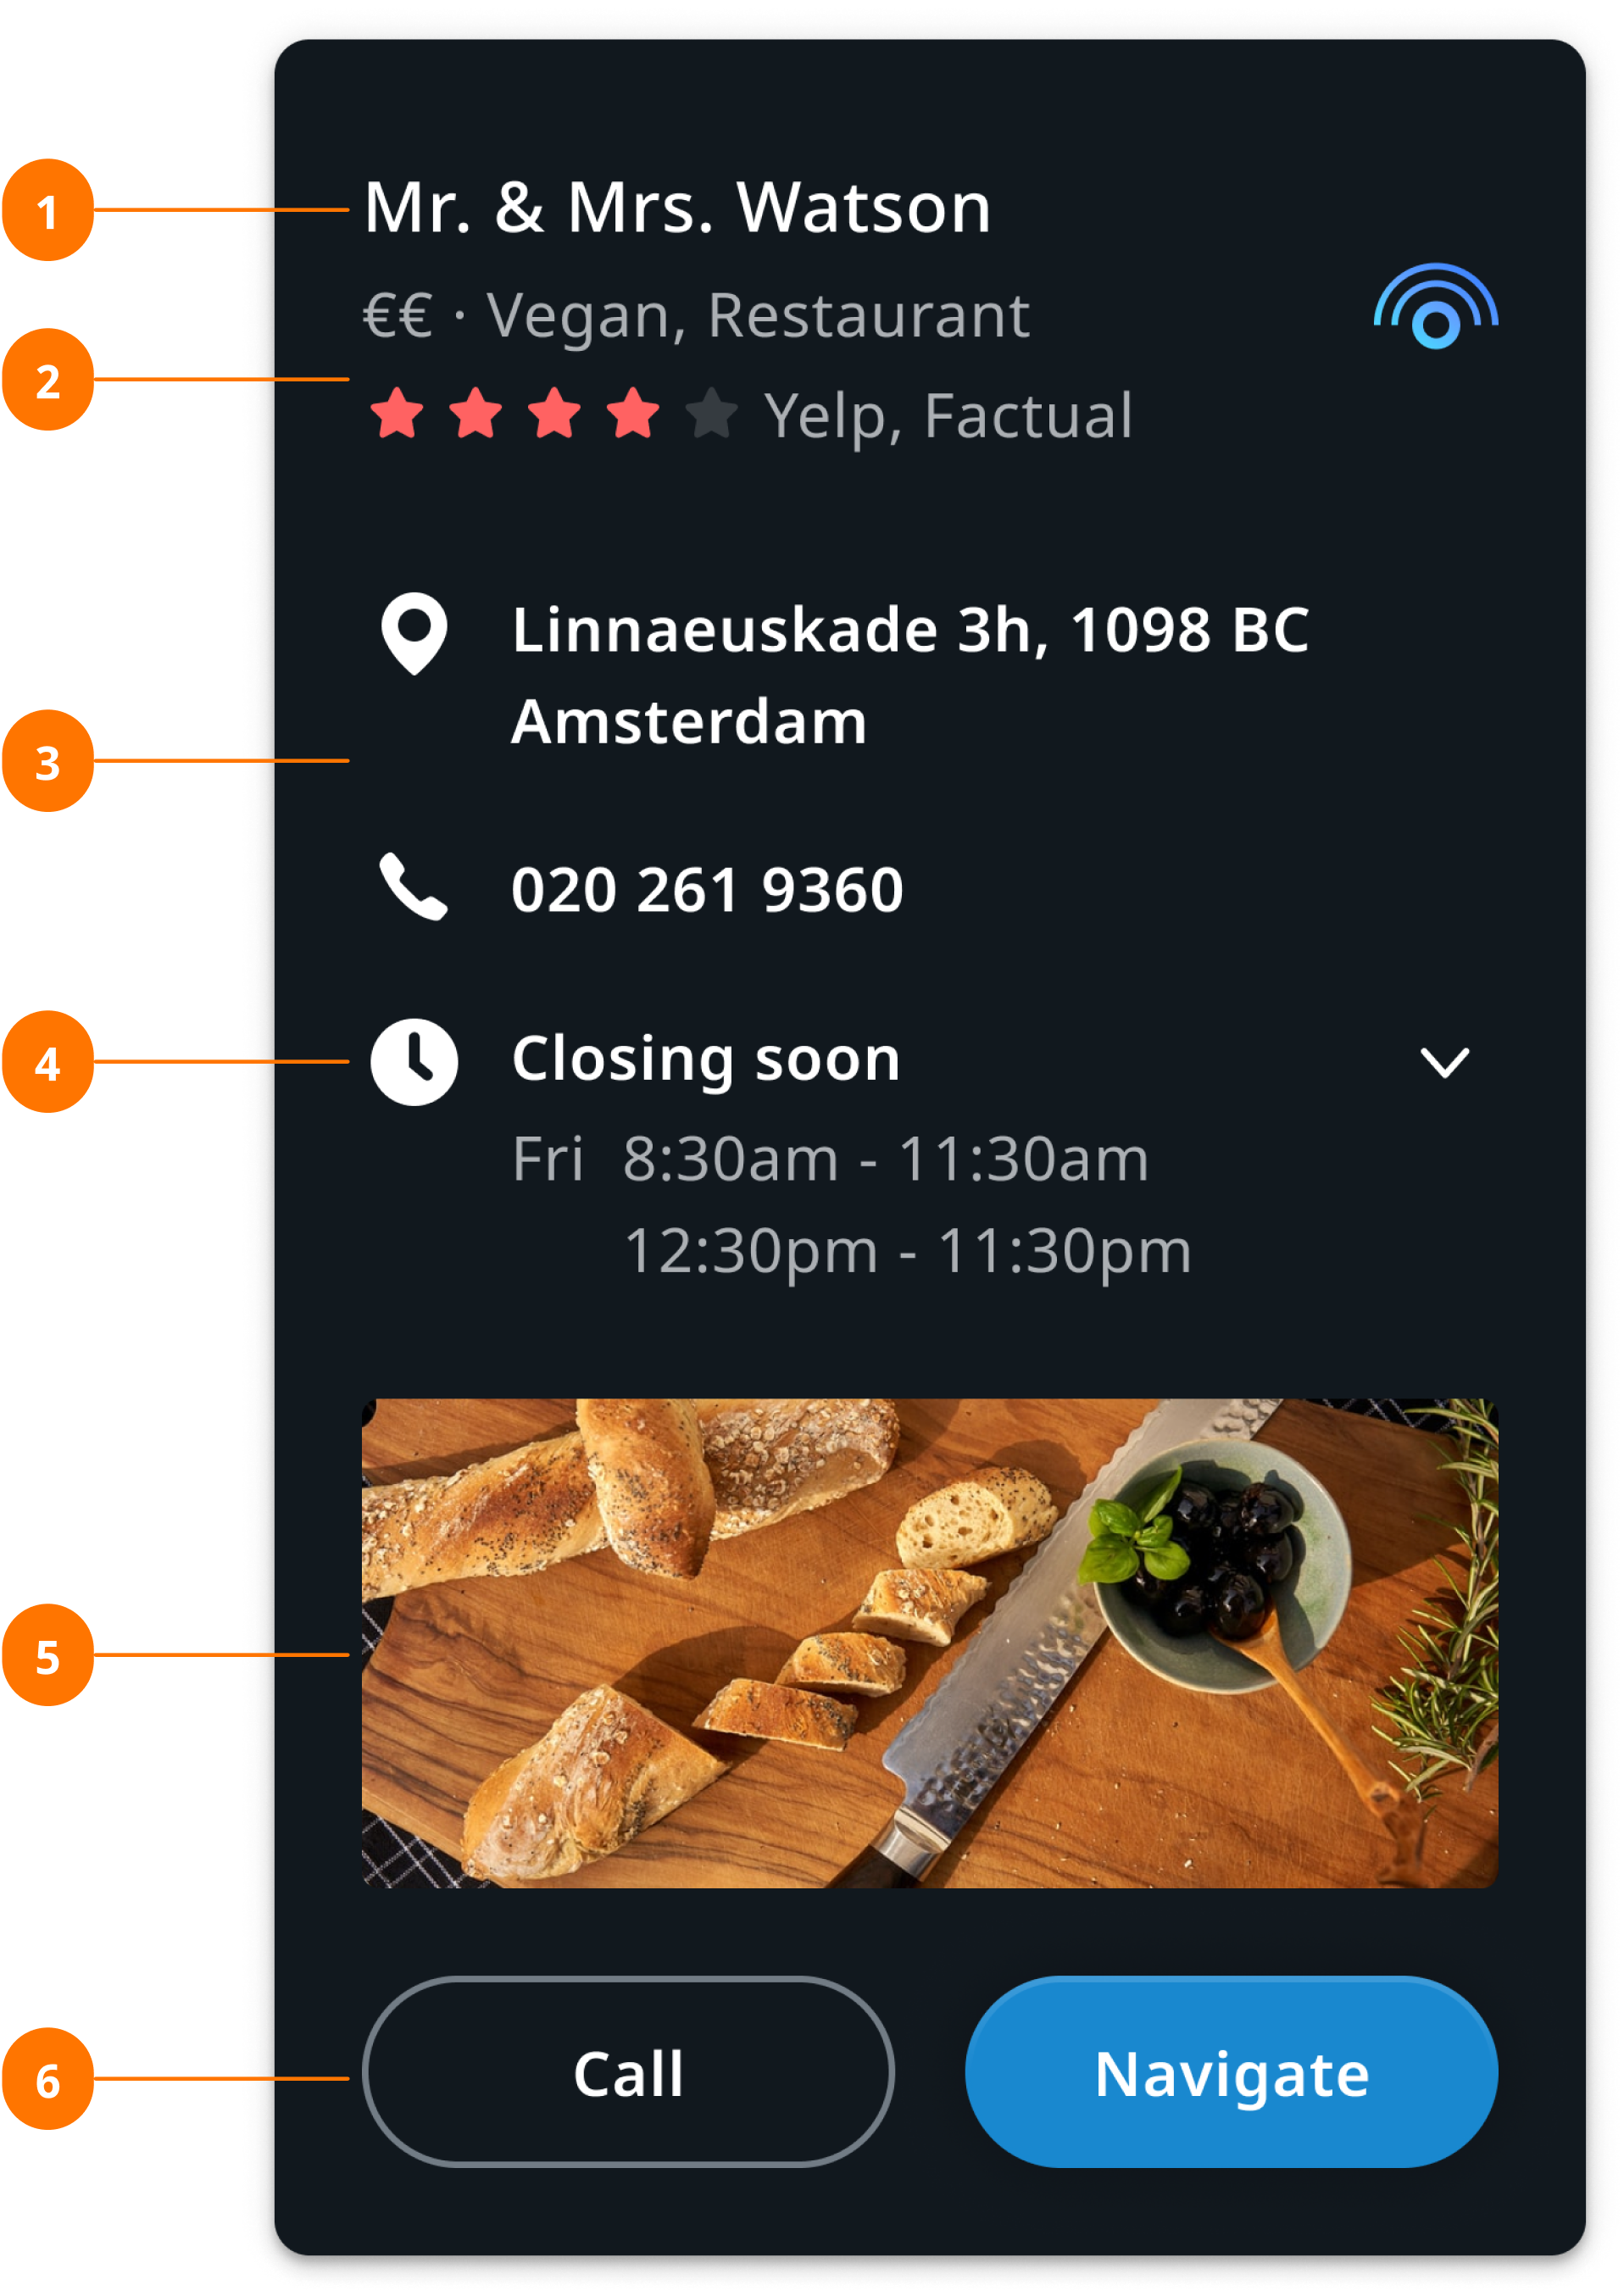 1
Mr. & Mrs. Watson
€€ · Vegan, Restaurant
2
Yelp, Factual
Linnaeuskade 3h, 1098 BC
Amsterdam
3
020 261 9360
4
Closing soon
Fri 8:30am - 11:30am
12:30pm - 11:30pm
5
6
Call
Navigate